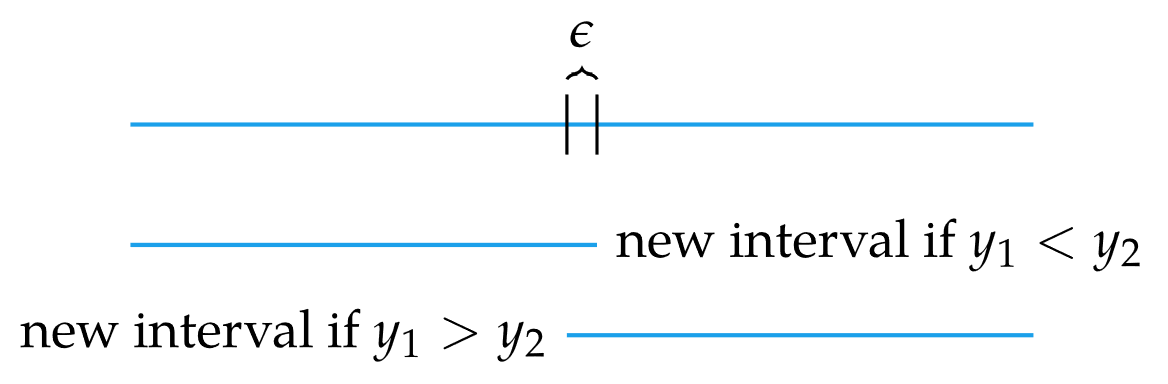 ϵ
new interval if y₁ < y₂
new interval if y₁ > y₂